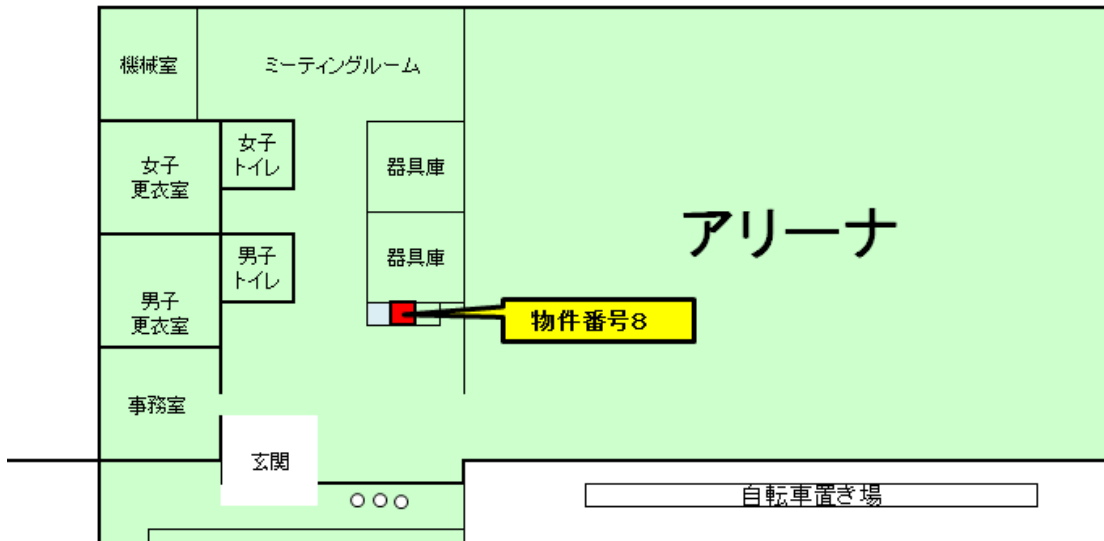 機械室
ミーティングルーム
女子
トイレ
女子
更衣室
器具庫
アリーナ
男子
トイレ
器具庫
男子
更衣室
物件番号8
事務室
玄関
自転車置き場